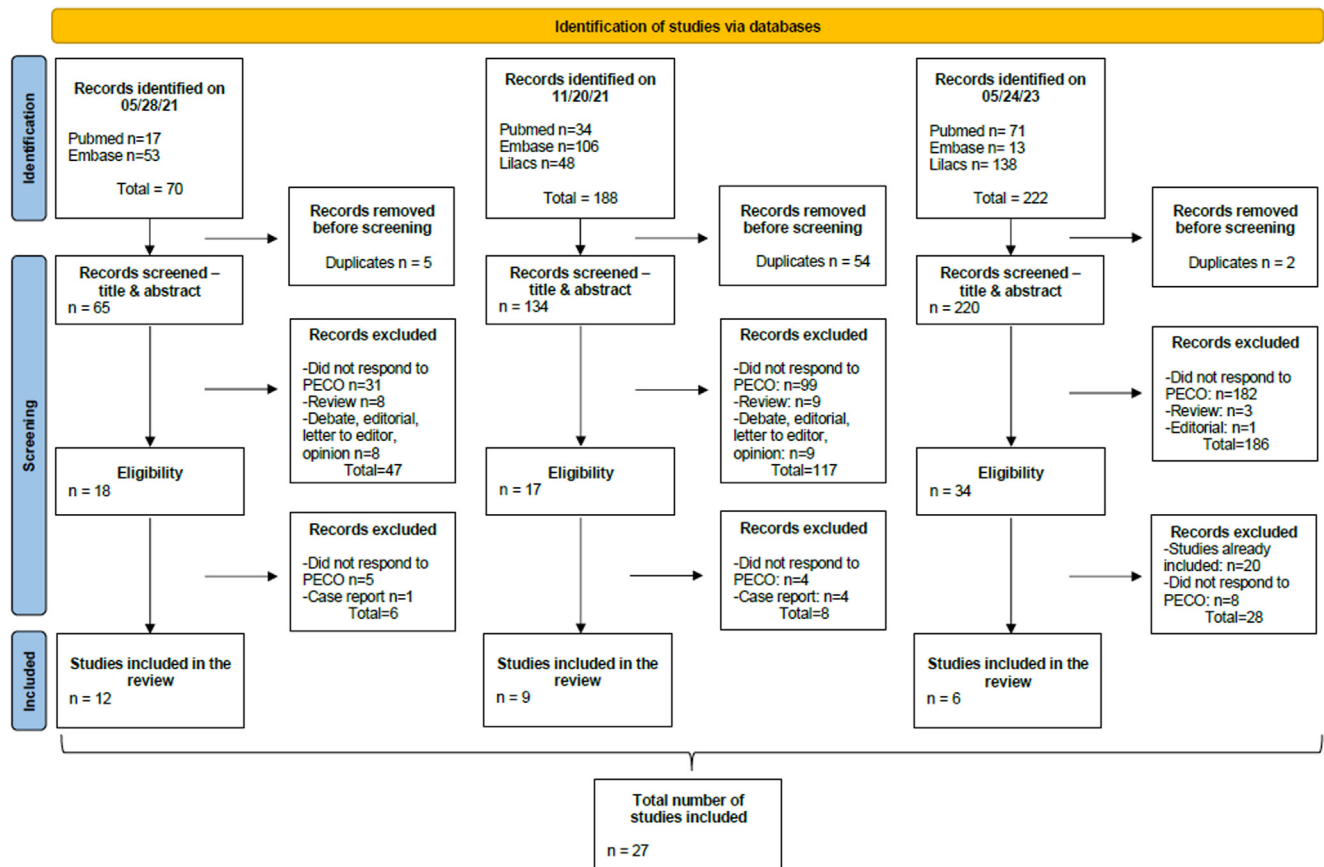 Identification of studies via databases
Identification
Records identified on
05/28/21
Pubmed n=17
Embase n=53
Total = 70
Records removed
before screening
Duplicates n = 5
Records identified on
11/20/21
Pubmed n=34
Embase n=106
Lilacs n=48
Total = 188
Records removed
before screening
Duplicates n = 54
Records identified on
05/24/23
Pubmed n= 71
Embase n= 13
Lilacs n= 138
Total = 222
Records removed
before screening
Duplicates n = 2
Screening
Records screened –
title & abstract
n = 65
Records excluded
-Did not respond to
PECO n=31
-Review n=8
-Debate, editorial,
letter to editor,
opinion n=8
Total=47
Eligibility
n = 18
Records excluded
-Did not respond to
PECO n=5
-Case report n=1
Total=6
Records screened –
title & abstract
n = 134
Records excluded
-Did not respond to
PECO: n=99
-Review: n=9
-Debate, editorial,
letter to editor,
opinion: n=9
Total=117
Eligibility
n = 17
Records excluded
-Did not respond to
PECO: n=4
-Case report: n=4
Total=8
Records screened –
title & abstract
n = 220
Records excluded
-Did not respond to
PECO: n=182
-Review: n=3
-Editorial: n=1
Total=186
Eligibility
n = 34
Records excluded
-Studies already
included: n=20
-Did not respond to
PECO: n=8
Total=28
Included
Studies included in the
review
n = 12
Studies included in the
review
n = 9
Studies included in the
review
n = 6
Total number of
studies included
n = 27